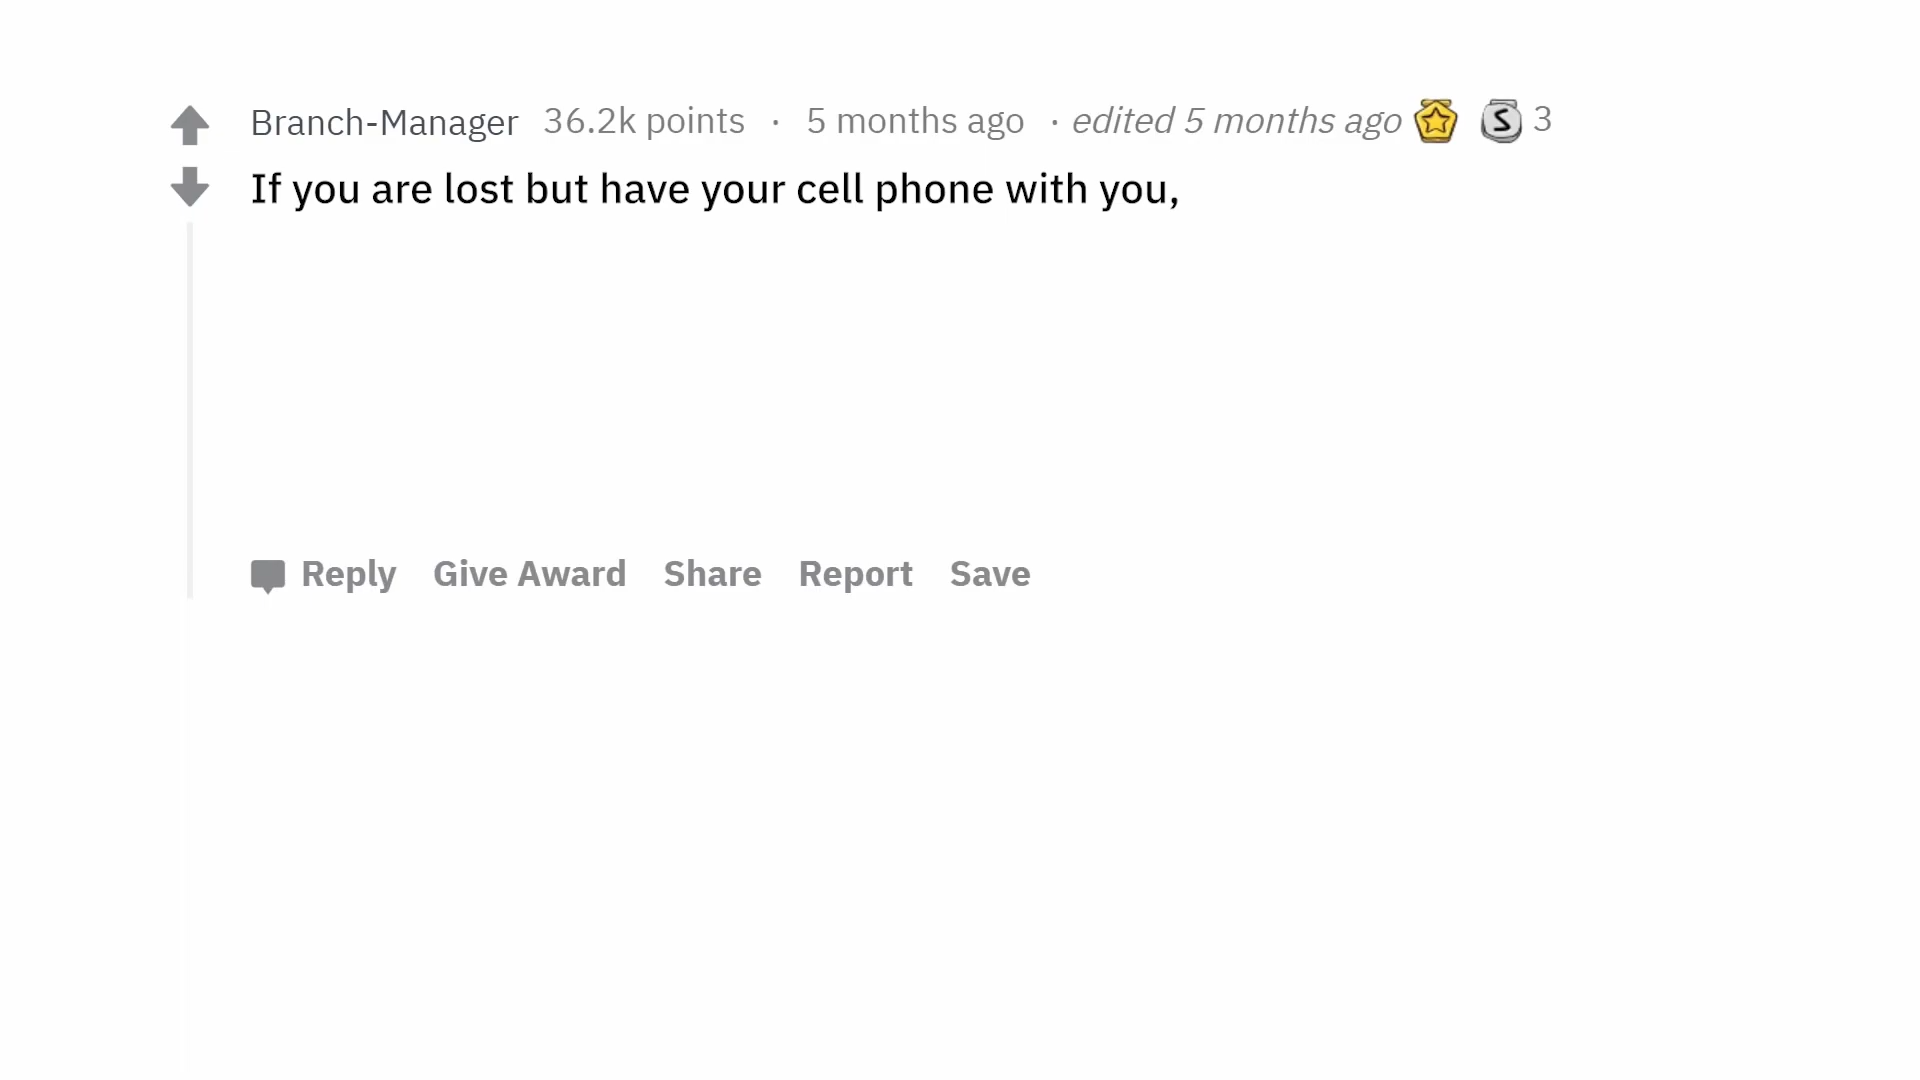 Branch-Manager 36.2k points · 5 months ago · edited 5 months ago S 3
If you are lost but have your cell phone with you,
Reply Give Award Share Report Save